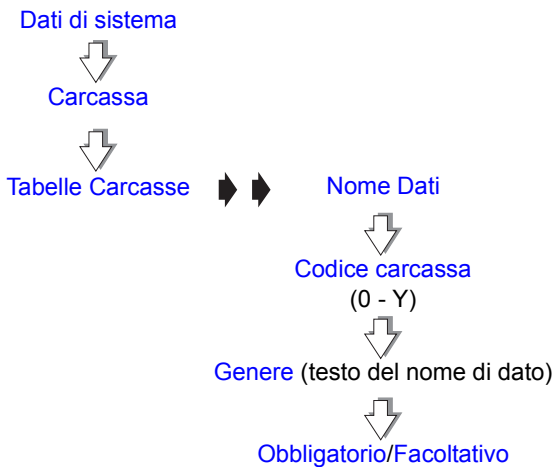 Dati di sistema
Carcassa
Tabelle Carcasse
Nome Dati
Codice carcassa
(0 - Y)
Genere (testo del nome di dato)
Obbligatorio/Facoltativo